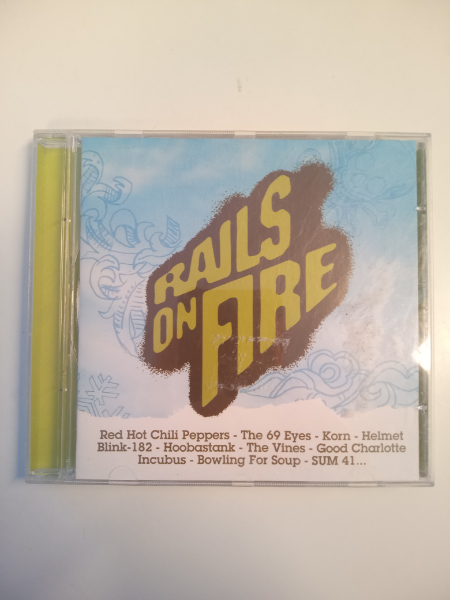 RAILS
ON FIRE
Red Hot Chili Peppers - The 69 Eyes - Korn - Helmet
Blink-182 - Hoobastank - The Vines - Good Charlotte
Incubus - Bowling For Soup - SUM 41...